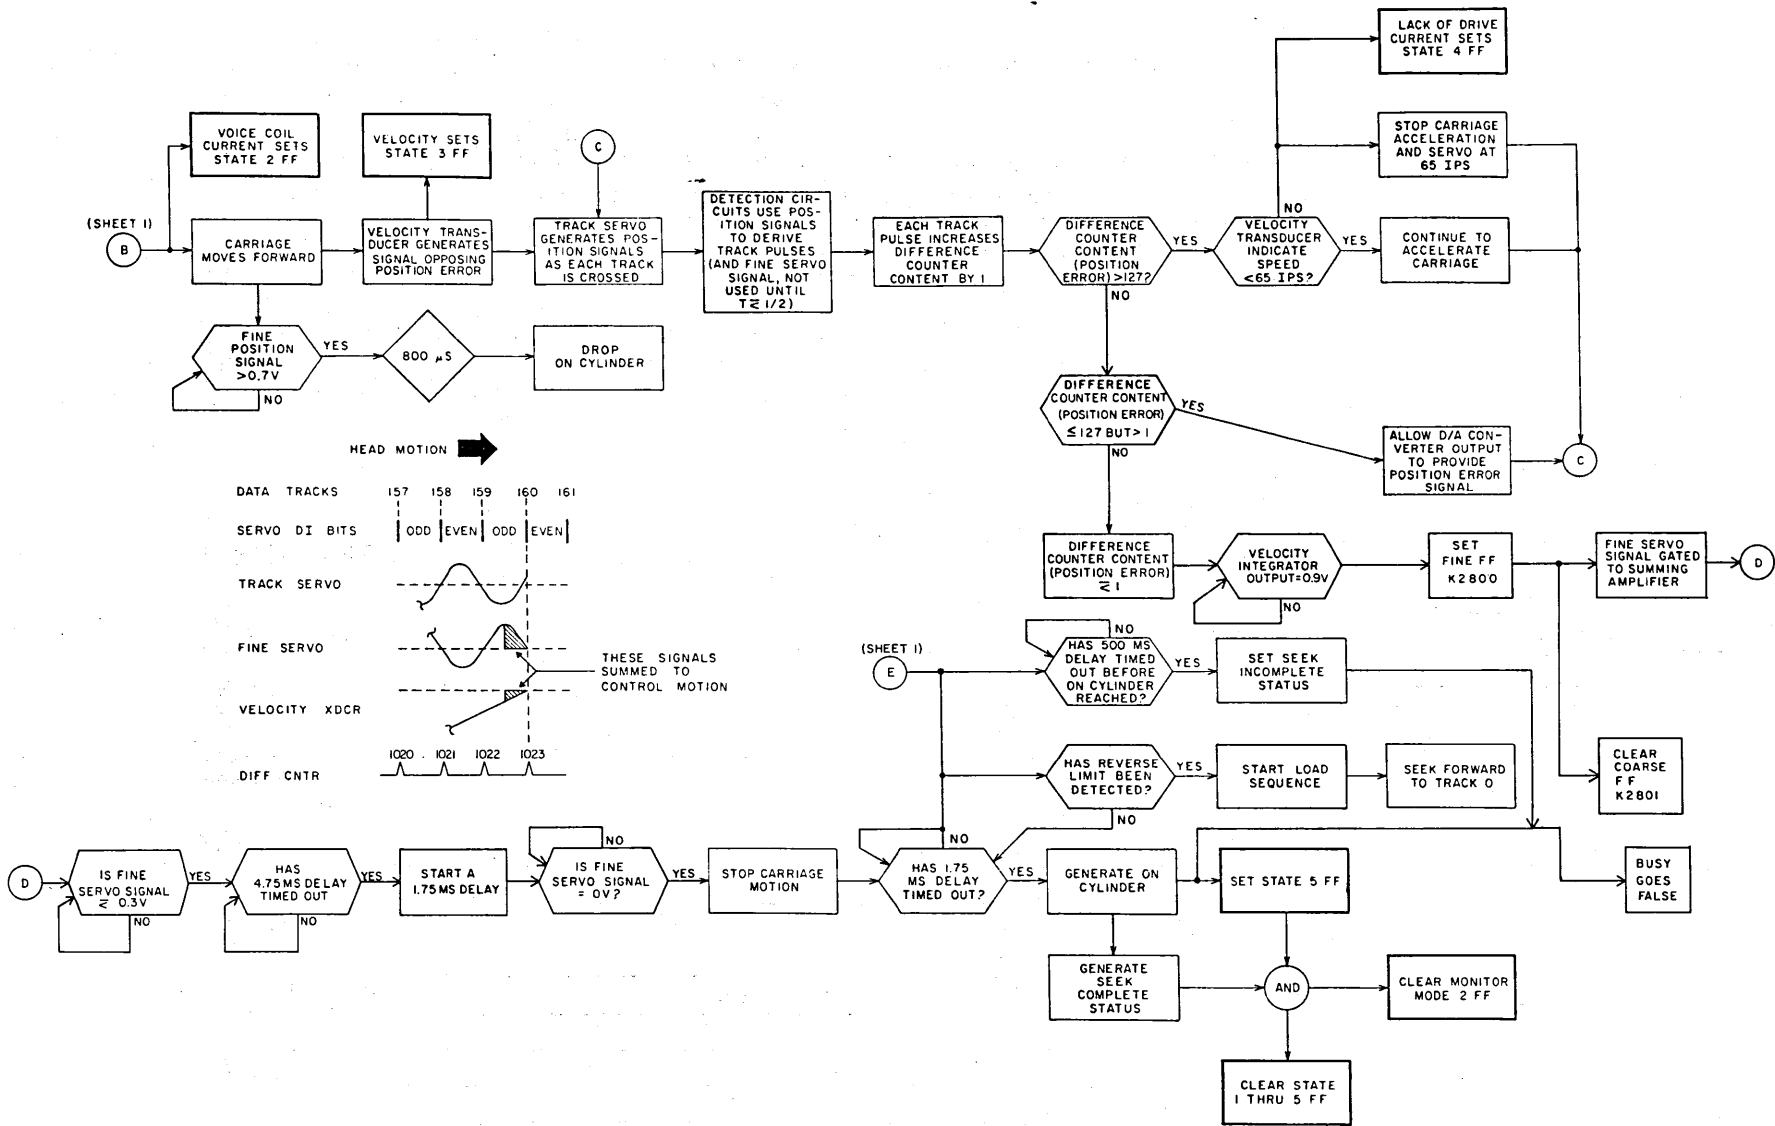 LACK OF DRIVE
CURRENT SETS
STATE 4 FF
VOICE COIL
CURRENT SETS
STATE 2 FF
VELOCITY SETS
STATE 3 FF
C
STOP CARRIAGE
ACCELERATION
AND SERVO AT
65 IPS
(SHEET 1)
B
CARRIAGE
MOVES FORWARD
VELOCITY TRANS-
DUCER GENERATES
SIGNAL OPPOSING
POSITION ERROR
TRACK SERVO
GENERATES POS-
ITION SIGNALS
AS EACH TRACK
IS CROSSED
DETECTION CIR-
CUITS USE POS-
ITION SIGNALS
TO DERIVE
TRACK PULSES
(AND FINE SERVO
SIGNAL, NOT
USED UNTIL
T ≤ 1/2)
EACH TRACK
PULSE INCREASES
DIFFERENCE
COUNTER
CONTENT BY 1
DIFFERENCE
COUNTER
CONTENT
(POSITION
ERROR) >127?
YES
NO
NO
VELOCITY
TRANSDUCER
INDICATE
SPEED
<65 IPS?
YES
CONTINUE TO
ACCELERATE
CARRIAGE
FINE
POSITION
SIGNAL
>0.7V
YES
NO
800 μS
DROP
ON CYLINDER
DIFFERENCE
COUNTER CONTENT
(POSITION ERROR)
≤ 127 BUT > 1
YES
NO
ALLOW D/A CON-
VERTER OUTPUT
TO PROVIDE
POSITION ERROR
SIGNAL
C
HEAD MOTION
DATA TRACKS 157 158 159 160 161
SERVO DI BITS ODD EVEN ODD EVEN
TRACK SERVO
FINE SERVO
THESE SIGNALS
SUMMED TO
CONTROL MOTION
VELOCITY XDCR
1020 1021 1022 1023
DIFF CNTR
DIFFERENCE
COUNTER CONTENT
(POSITION ERROR)
≤ 1
VELOCITY
INTEGRATOR
OUTPUT=0.9V
NO
SET
FINE FF
K2800
FINE SERVO
SIGNAL GATED
TO SUMMING
AMPLIFIER
D
(SHEET 1)
E
NO
HAS 500 MS
DELAY TIMED
OUT BEFORE
ON CYLINDER
REACHED?
YES
SET SEEK
INCOMPLETE
STATUS
HAS REVERSE
LIMIT BEEN
DETECTED?
YES
NO
START LOAD
SEQUENCE
SEEK FORWARD
TO TRACK 0
CLEAR
COARSE
FF
K2801
D
IS FINE
SERVO SIGNAL
≤ 0.3V
YES
NO
HAS
4.75MS DELAY
TIMED OUT
YES
NO
START A
1.75MS DELAY
NO
IS FINE
SERVO SIGNAL
= 0V?
YES
STOP CARRIAGE
MOTION
NO
HAS 1.75
MS DELAY
TIMED OUT?
YES
GENERATE ON
CYLINDER
SET STATE 5 FF
BUSY
GOES
FALSE
GENERATE
SEEK
COMPLETE
STATUS
AND
CLEAR MONITOR
MODE 2 FF
CLEAR STATE
1 THRU 5 FF